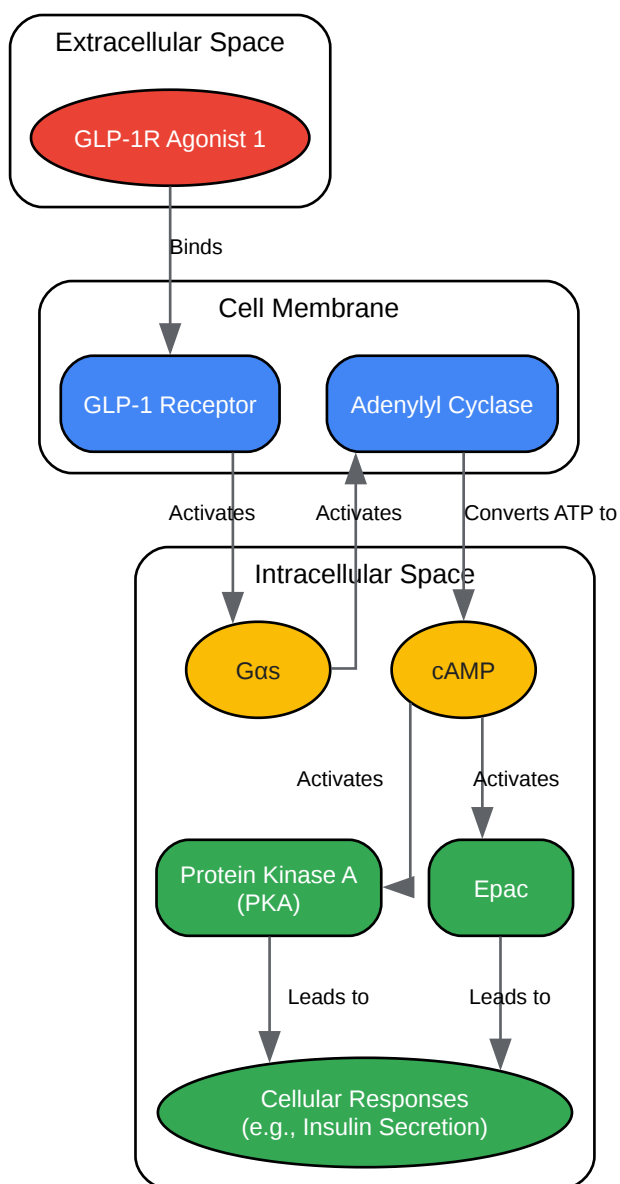 Extracellular Space
GLP-1R Agonist 1
Binds
Cell Membrane
GLP-1 Receptor
Adenylyl Cyclase
Activates
Activates
Converts ATP to
Intracellular Space
Gαs
cAMP
Activates
Activates
Protein Kinase A
(PKA)
Epac
Leads to
Leads to
Cellular Responses
(e.g., Insulin Secretion)